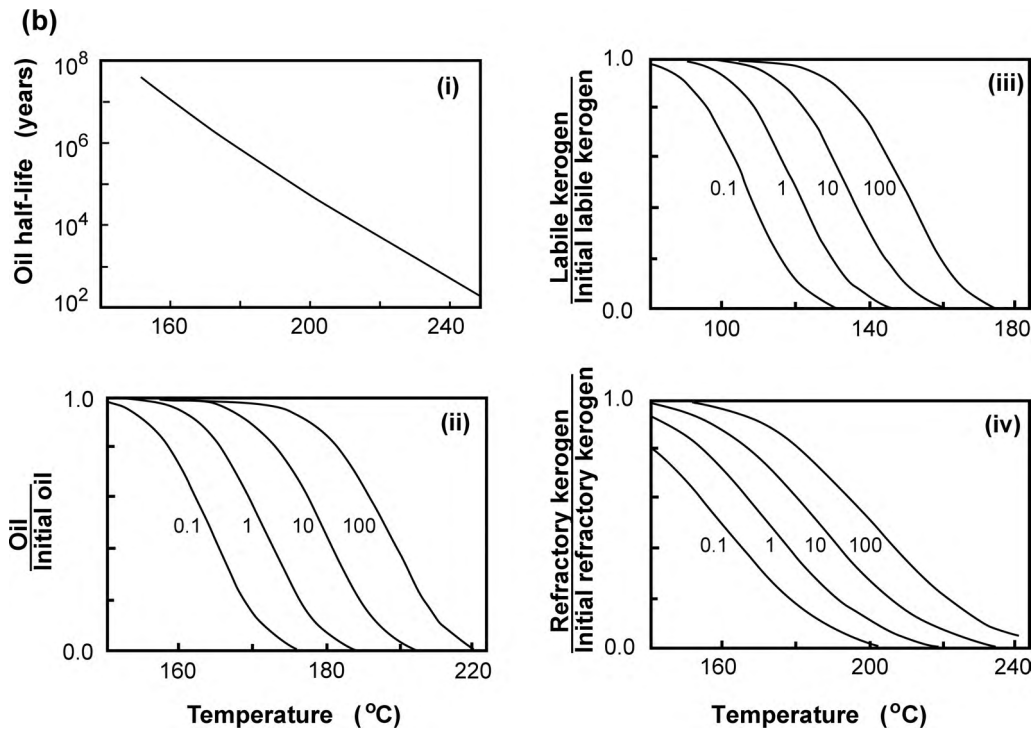 (b)
(i)
Oil half-life (years)
10^8
10^6
10^4
10^2
160
200
240
(iii)
Labile kerogen
Initial labile kerogen
1.0
0.0
0.1
1
10
100
100
120
140
180
(ii)
Oil
Initial oil
1.0
0.0
0.1
1
10
100
160
180
220
Temperature (°C)
(iv)
Refractory kerogen
Initial refractory kerogen
1.0
0.0
0.1
1
10
100
160
200
240
Temperature (°C)